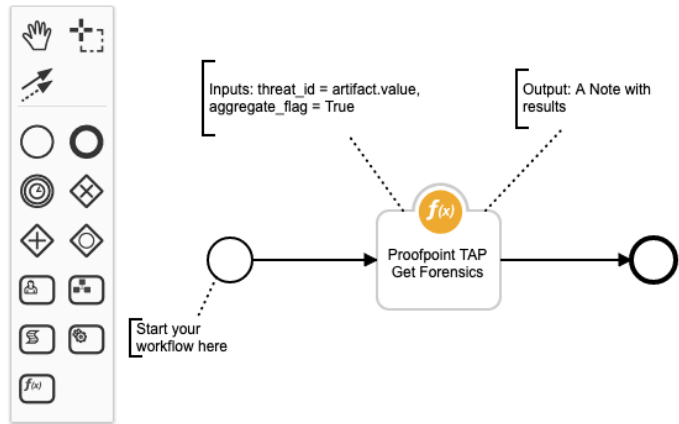 Inputs: threat_id = artifact.value,
aggregate_flag = True
Output: A Note with
results
f(x)
Proofpoint TAP
Get Forensics
Start your
workflow here
f(x)